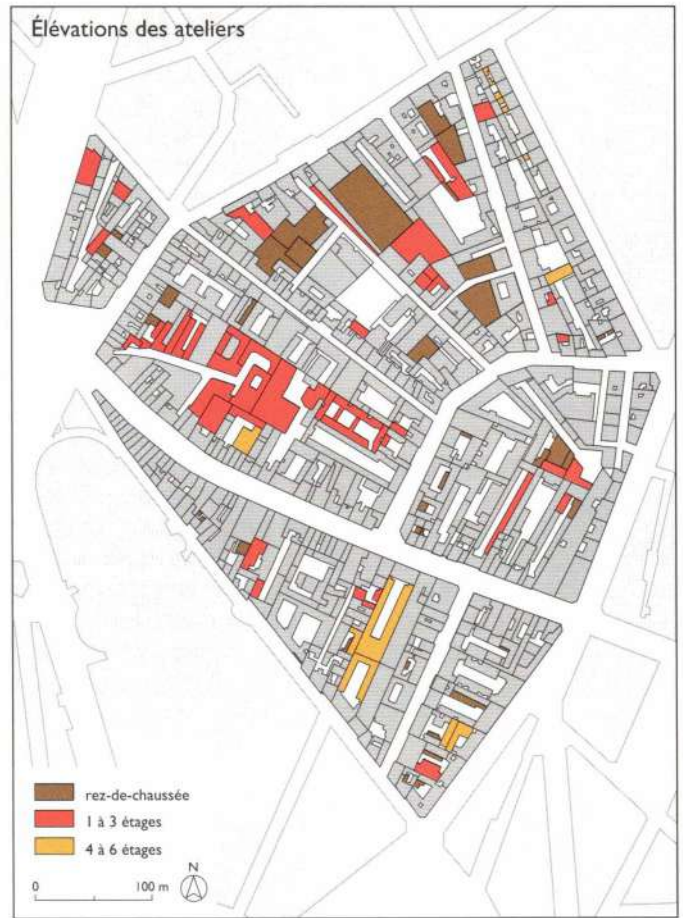 Élévations des ateliers
rez-de-chaussée
1 à 3 étages
4 à 6 étages
0 100 m
N